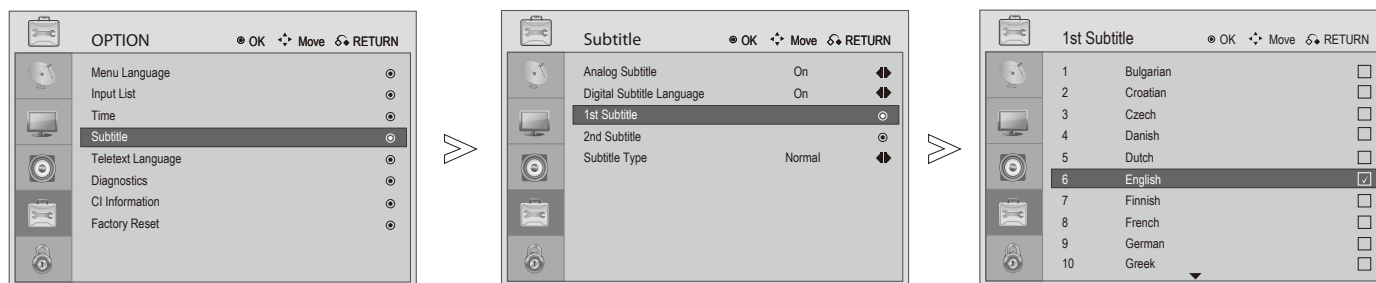 OPTION OK Move RETURN
Menu Language
Input List
Time
Subtitle
Teletext Language
Diagnostics
CI Information
Factory Reset
Subtitle OK Move RETURN
Analog Subtitle On
Digital Subtitle Language On
1st Subtitle
2nd Subtitle
Subtitle Type Normal
1st Subtitle OK Move RETURN
1 Bulgarian
2 Croatian
3 Czech
4 Danish
5 Dutch
6 English
7 Finnish
8 French
9 German
10 Greek